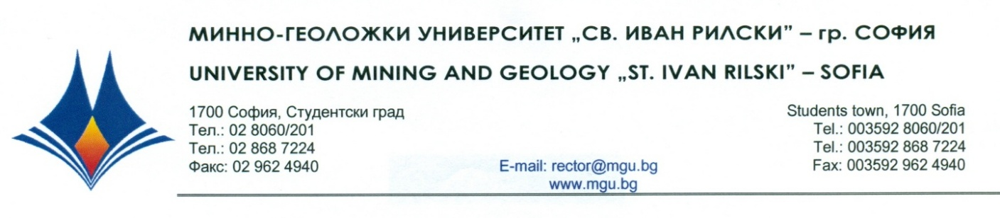 МИННО-ГЕОЛОЖКИ УНИВЕРСИТЕТ „СВ. ИВАН РИЛСКИ” – гр. СОФИЯ
UNIVERSITY OF MINING AND GEOLOGY „ST. IVAN RILSKI” – SOFIA
1700 София, Студентски град
Тел.: 02 8060/201
Тел.: 02 868 7224
Факс: 02 962 4940
E-mail: rector@mgu.bg
www.mgu.bg
Students town, 1700 Sofia
Tel.: 003592 8060/201
Tel.: 003592 868 7224
Fax: 003592 962 4940